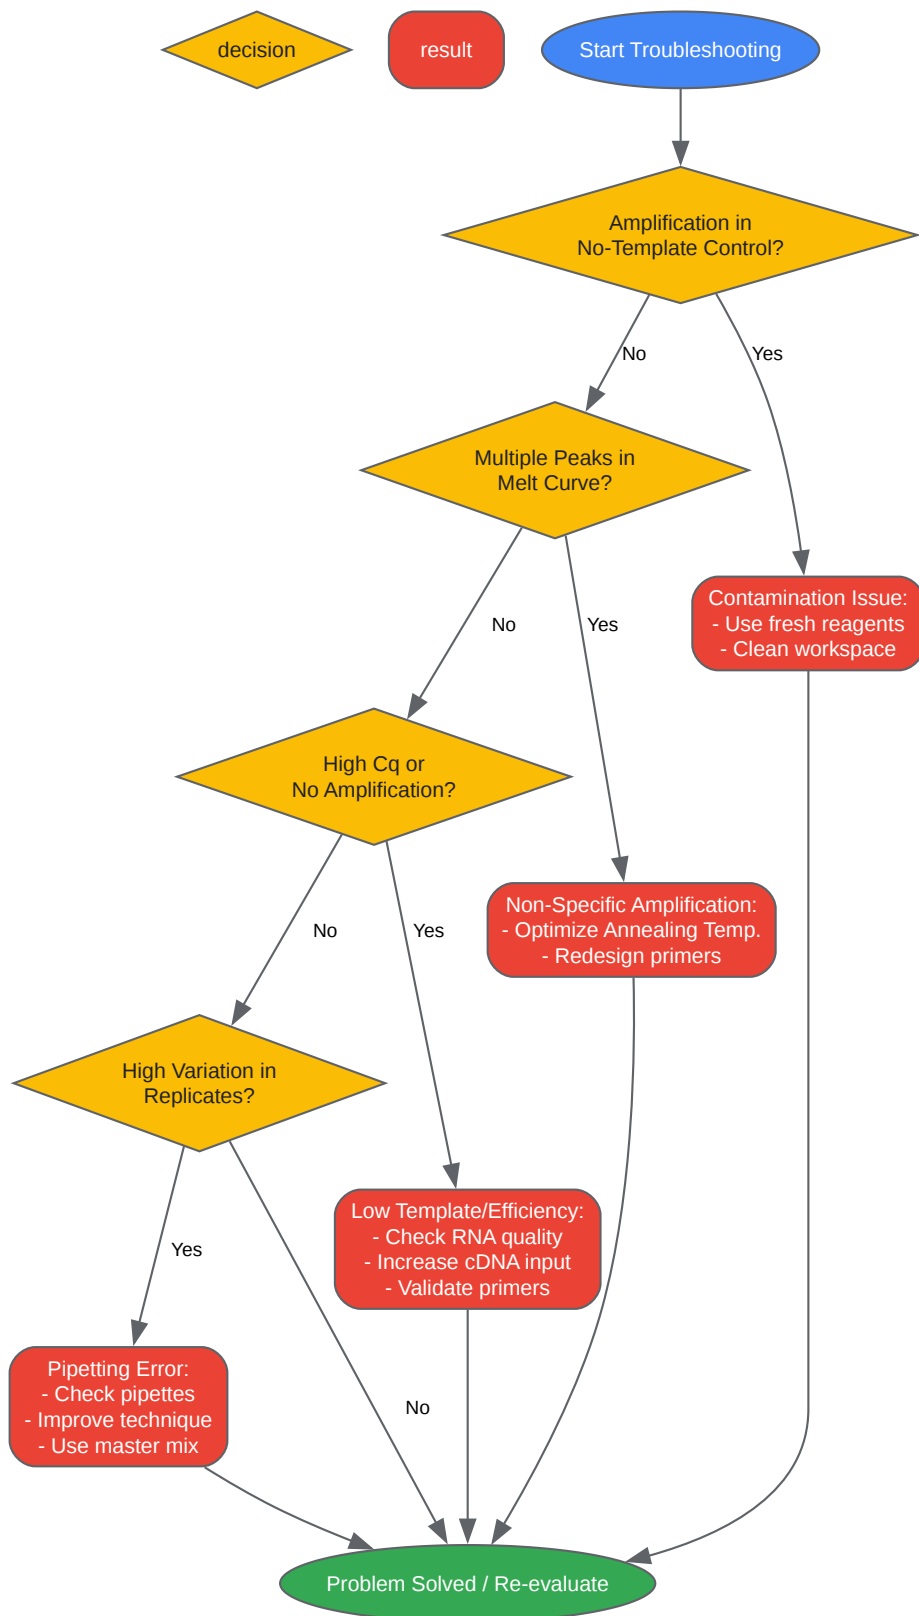 decision
result
Start Troubleshooting
Amplification in
No-Template Control?
No
Yes
Multiple Peaks in
Melt Curve?
Contamination Issue:
- Use fresh reagents
- Clean workspace
No
Yes
High Cq or
No Amplification?
Non-Specific Amplification:
- Optimize Annealing Temp.
- Redesign primers
No
Yes
High Variation in
Replicates?
Low Template/Efficiency:
- Check RNA quality
- Increase cDNA input
- Validate primers
Yes
Pipetting Error:
- Check pipettes
- Improve technique
- Use master mix
No
Problem Solved / Re-evaluate